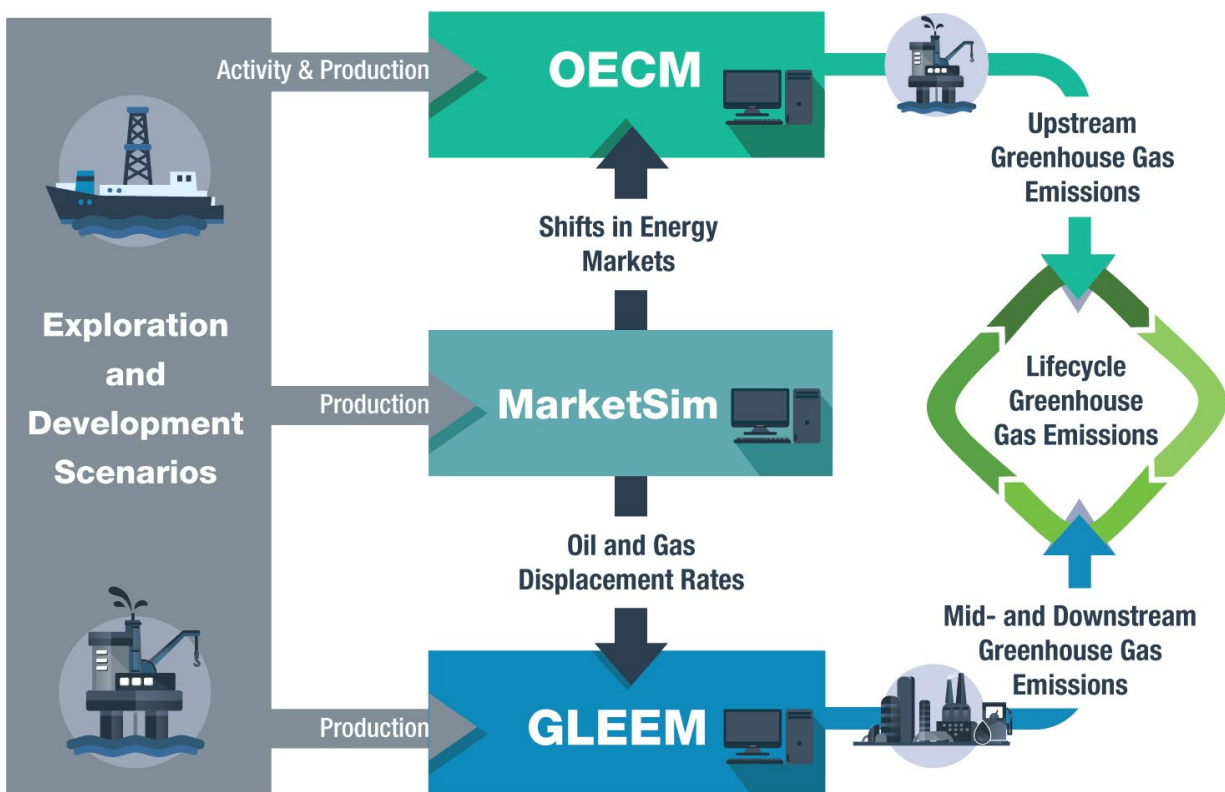 Exploration
and
Development
Scenarios
Activity & Production
OECM
Upstream
Greenhouse Gas
Emissions
Shifts in Energy
Markets
Production
MarketSim
Lifecycle
Greenhouse
Gas Emissions
Oil and Gas
Displacement Rates
Production
GLEEM
Mid- and Downstream
Greenhouse Gas
Emissions